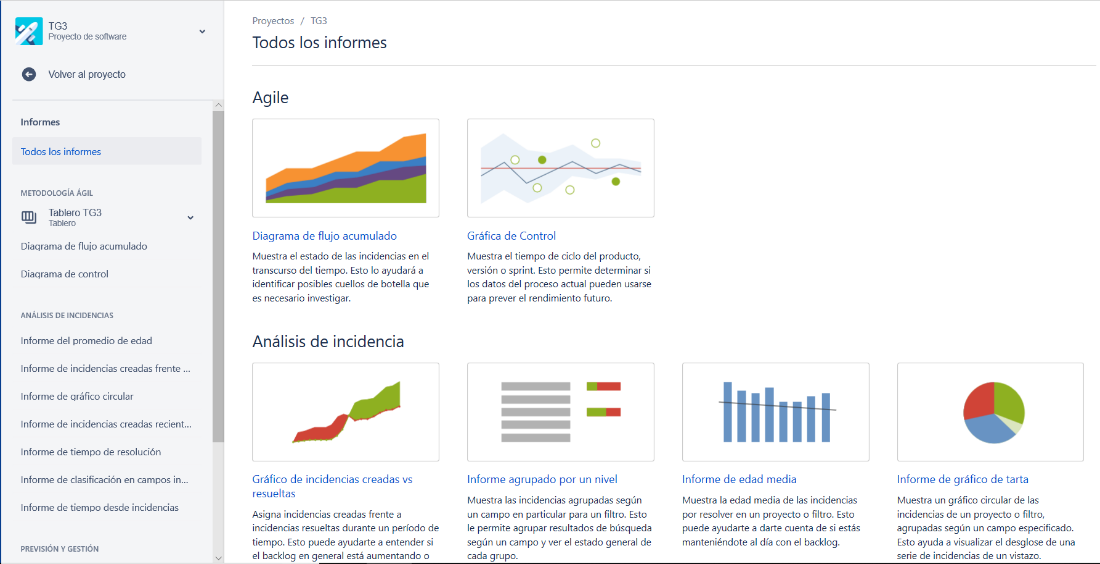 TG3
Proyecto de software
Volver al proyecto
Informes
Todos los informes
METODOLOGÍA ÁGIL
Tablero TG3
Tablero
Diagrama de flujo acumulado
Diagrama de control
ANÁLISIS DE INCIDENCIAS
Informe del promedio de edad
Informe de incidencias creadas frente ...
Informe de gráfico circular
Informe de incidencias creadas recient...
Informe de tiempo de resolución
Informe de clasificación en campos in...
Informe de tiempo desde incidencias
PREVISIÓN Y GESTIÓN
Proyectos / TG3
Todos los informes
Agile
Diagrama de flujo acumulado
Muestra el estado de las incidencias en el
transcurso del tiempo. Esto lo ayudará a
identificar posibles cuellos de botella que
es necesario investigar.
Gráfica de Control
Muestra el tiempo de ciclo del producto,
versión o sprint. Esto permite determinar si
los datos del proceso actual pueden usarse
para prever el rendimiento futuro.
Análisis de incidencia
Gráfico de incidencias creadas vs
resueltas
Asigna incidencias creadas frente a
incidencias resueltas durante un período de
tiempo. Esto puede ayudarte a entender si
el backlog en general está aumentando o
Informe agrupado por un nivel
Muestra las incidencias agrupadas según
un campo en particular para un filtro. Esto
le permite agrupar resultados de búsqueda
según un campo y ver el estado general de
cada grupo.
Informe de edad media
Muestra la edad media de las incidencias
por resolver en un proyecto o filtro. Esto
puede ayudarte a darte cuenta de si estás
manteniéndote al día con el backlog.
Informe de gráfico de tarta
Muestra un gráfico circular de las
incidencias de un proyecto o filtro,
agrupadas según un campo especificado.
Esto ayuda a visualizar el desglose de una
serie de incidencias de un vistazo.